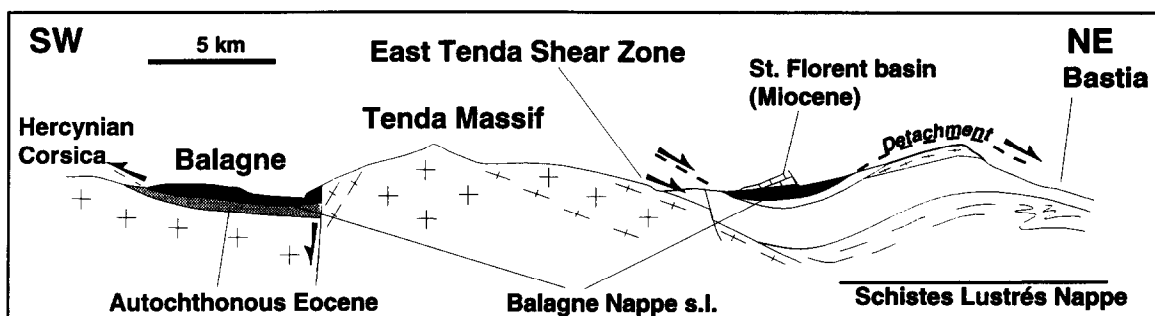 SW
5 km
East Tenda Shear Zone
NE
Bastia
St. Florent basin
(Miocene)
Hercynian
Corsica
Balagne
Tenda Massif
Detachment
Autochthonous Eocene
Balagne Nappe s.l.
Schistes Lustrés Nappe